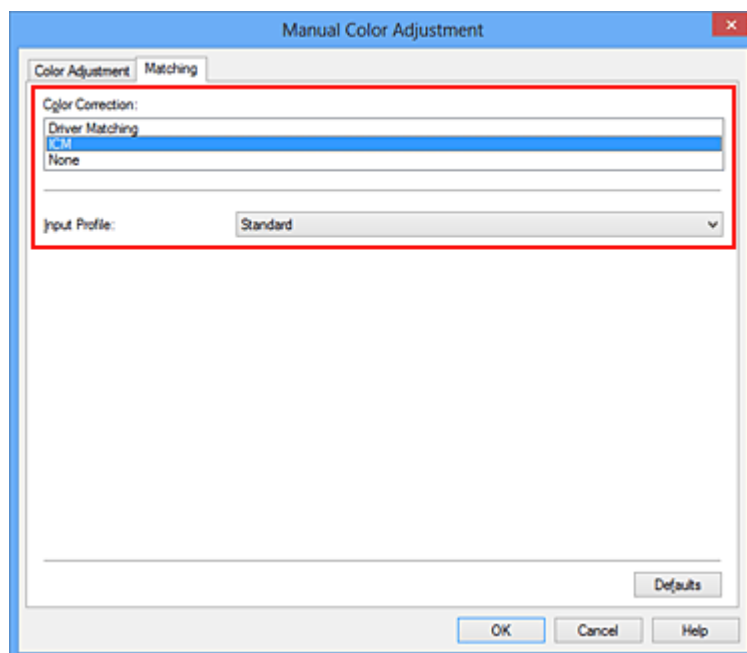 Manual Color Adjustment
Color Adjustment Matching
Color Correction:
Driver Matching
ICM
None
Input Profile: Standard
Defaults
OK Cancel Help